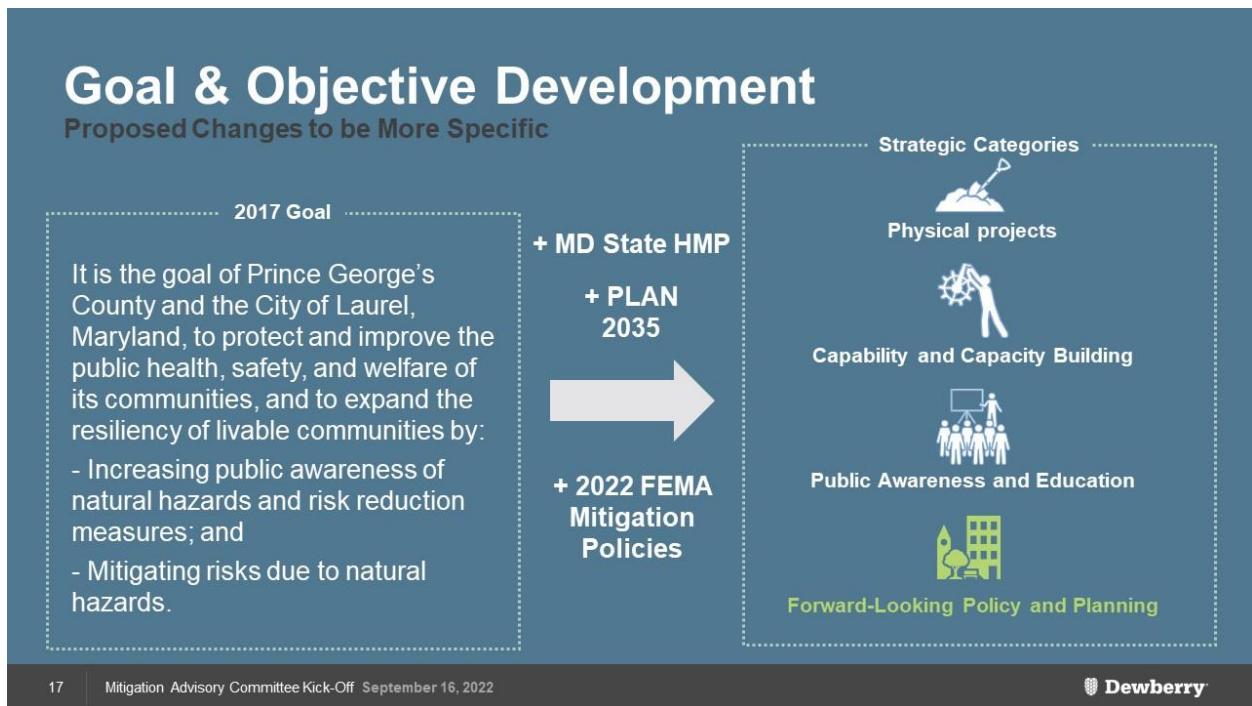 Goal & Objective Development
Proposed Changes to be More Specific
2017 Goal
It is the goal of Prince George's
County and the City of Laurel,
Maryland, to protect and improve the
public health, safety, and welfare of
its communities, and to expand the
resiliency of livable communities by:
- Increasing public awareness of
natural hazards and risk reduction
measures; and
- Mitigating risks due to natural
hazards.
+ MD State HMP
+ PLAN
2035
+ 2022 FEMA
Mitigation
Policies
Strategic Categories
Physical projects
Capability and Capacity Building
Public Awareness and Education
Forward-Looking Policy and Planning
17 Mitigation Advisory Committee Kick-Off September 16, 2022
Dewberry